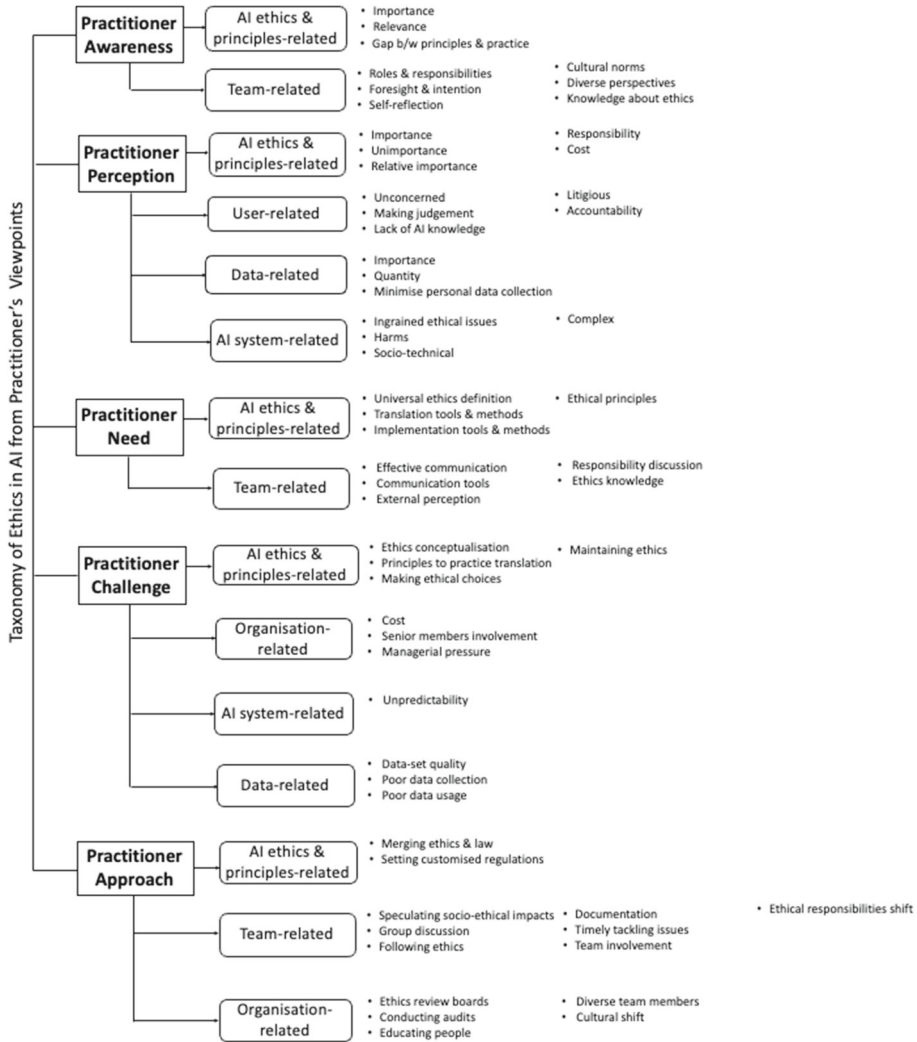 Taxonomy of Ethics in AI from Practitioner's Viewpoints
Practitioner
Awareness
AI ethics &
principles-related
• Importance
• Relevance
• Gap b/w principles & practice
Team-related
• Roles & responsibilities
• Foresight & intention
• Self-reflection
• Cultural norms
• Diverse perspectives
• Knowledge about ethics
Practitioner
Perception
AI ethics &
principles-related
• Importance
• Unimportance
• Relative importance
• Responsibility
• Cost
User-related
• Unconcerned
• Making judgement
• Lack of AI knowledge
• Litigious
• Accountability
Data-related
• Importance
• Quantity
• Minimise personal data collection
AI system-related
• Ingrained ethical issues
• Harms
• Socio-technical
• Complex
Practitioner
Need
AI ethics &
principles-related
• Universal ethics definition
• Translation tools & methods
• Implementation tools & methods
• Ethical principles
Team-related
• Effective communication
• Communication tools
• External perception
• Responsibility discussion
• Ethics knowledge
Practitioner
Challenge
AI ethics &
principles-related
• Ethics conceptualisation
• Principles to practice translation
• Making ethical choices
• Maintaining ethics
Organisation-
related
• Cost
• Senior members involvement
• Managerial pressure
AI system-related
• Unpredictability
Data-related
• Data-set quality
• Poor data collection
• Poor data usage
Practitioner
Approach
AI ethics &
principles-related
• Merging ethics & law
• Setting customised regulations
Team-related
• Speculating socio-ethical impacts
• Group discussion
• Following ethics
• Documentation
• Timely tackling issues
• Team involvement
• Ethical responsibilities shift
Organisation-
related
• Ethics review boards
• Conducting audits
• Educating people
• Diverse team members
• Cultural shift